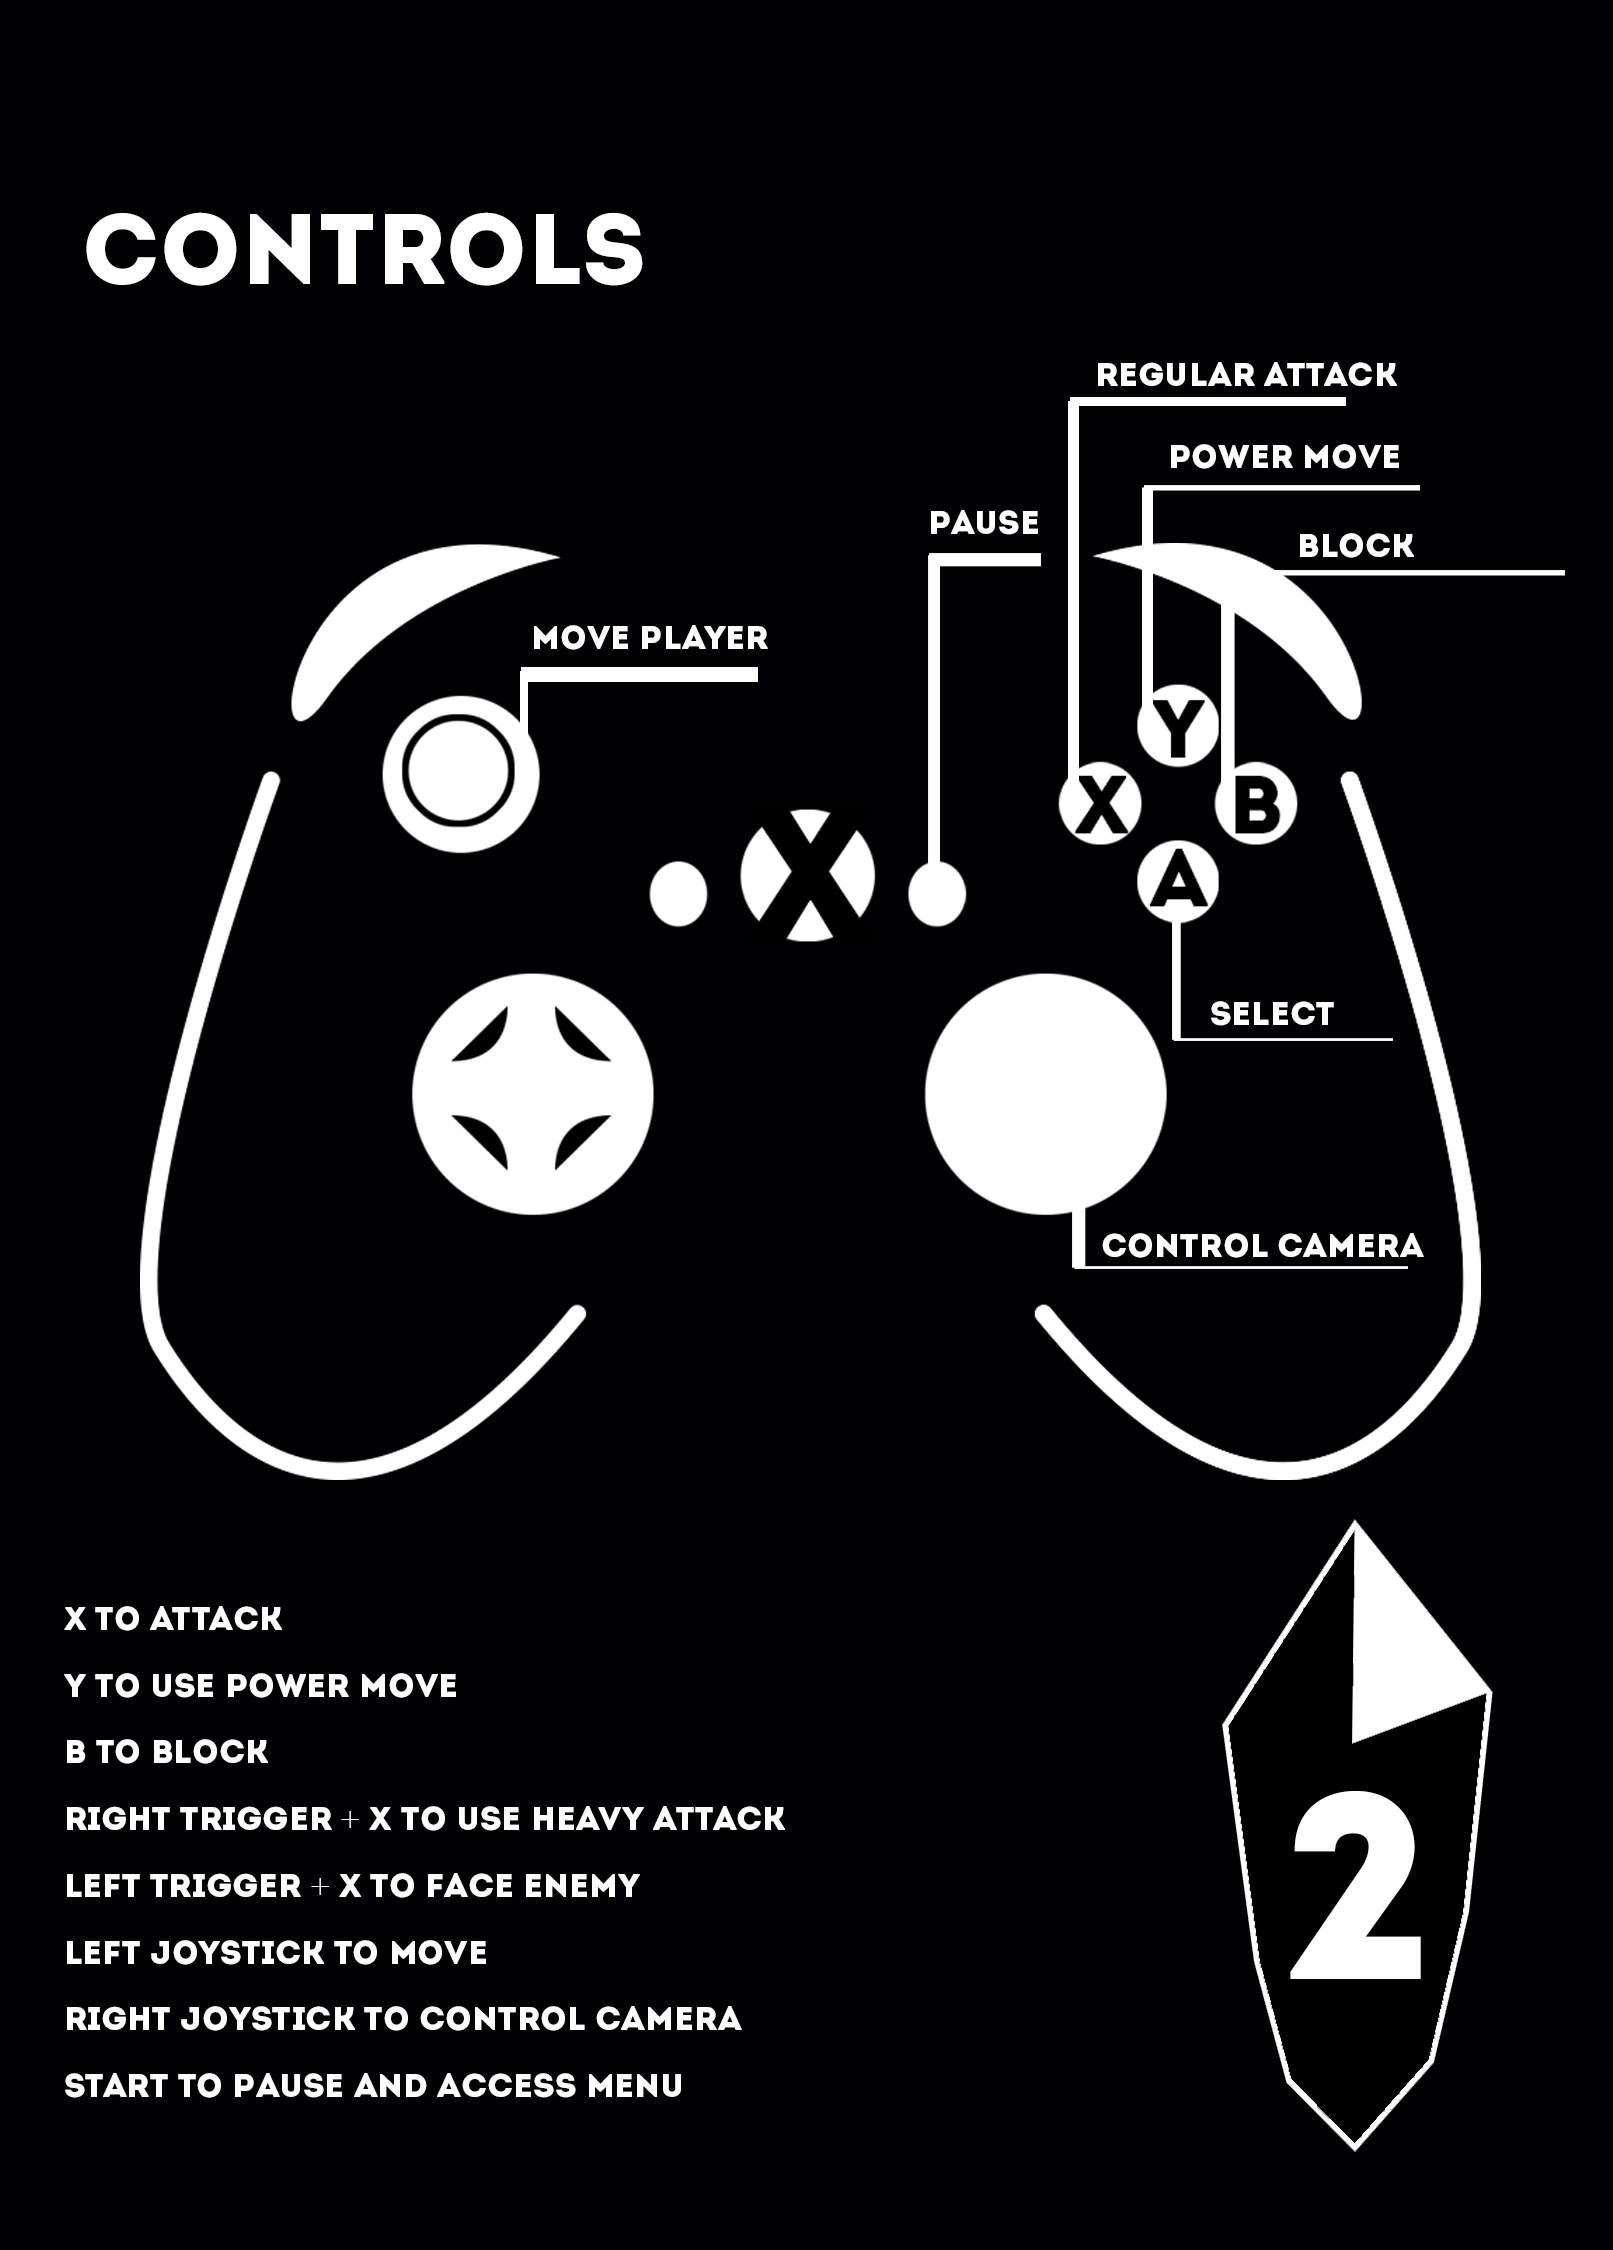 CONTROLS
REGULAR ATTACK
POWER MOVE
PAUSE
BLOCK
MOVE PLAYER
Y
X
B
X
A
SELECT
CONTROL CAMERA
X TO ATTACK
Y TO USE POWER MOVE
B TO BLOCK
RIGHT TRIGGER + X TO USE HEAVY ATTACK
LEFT TRIGGER + X TO FACE ENEMY
LEFT JOYSTICK TO MOVE
RIGHT JOYSTICK TO CONTROL CAMERA
START TO PAUSE AND ACCESS MENU
2